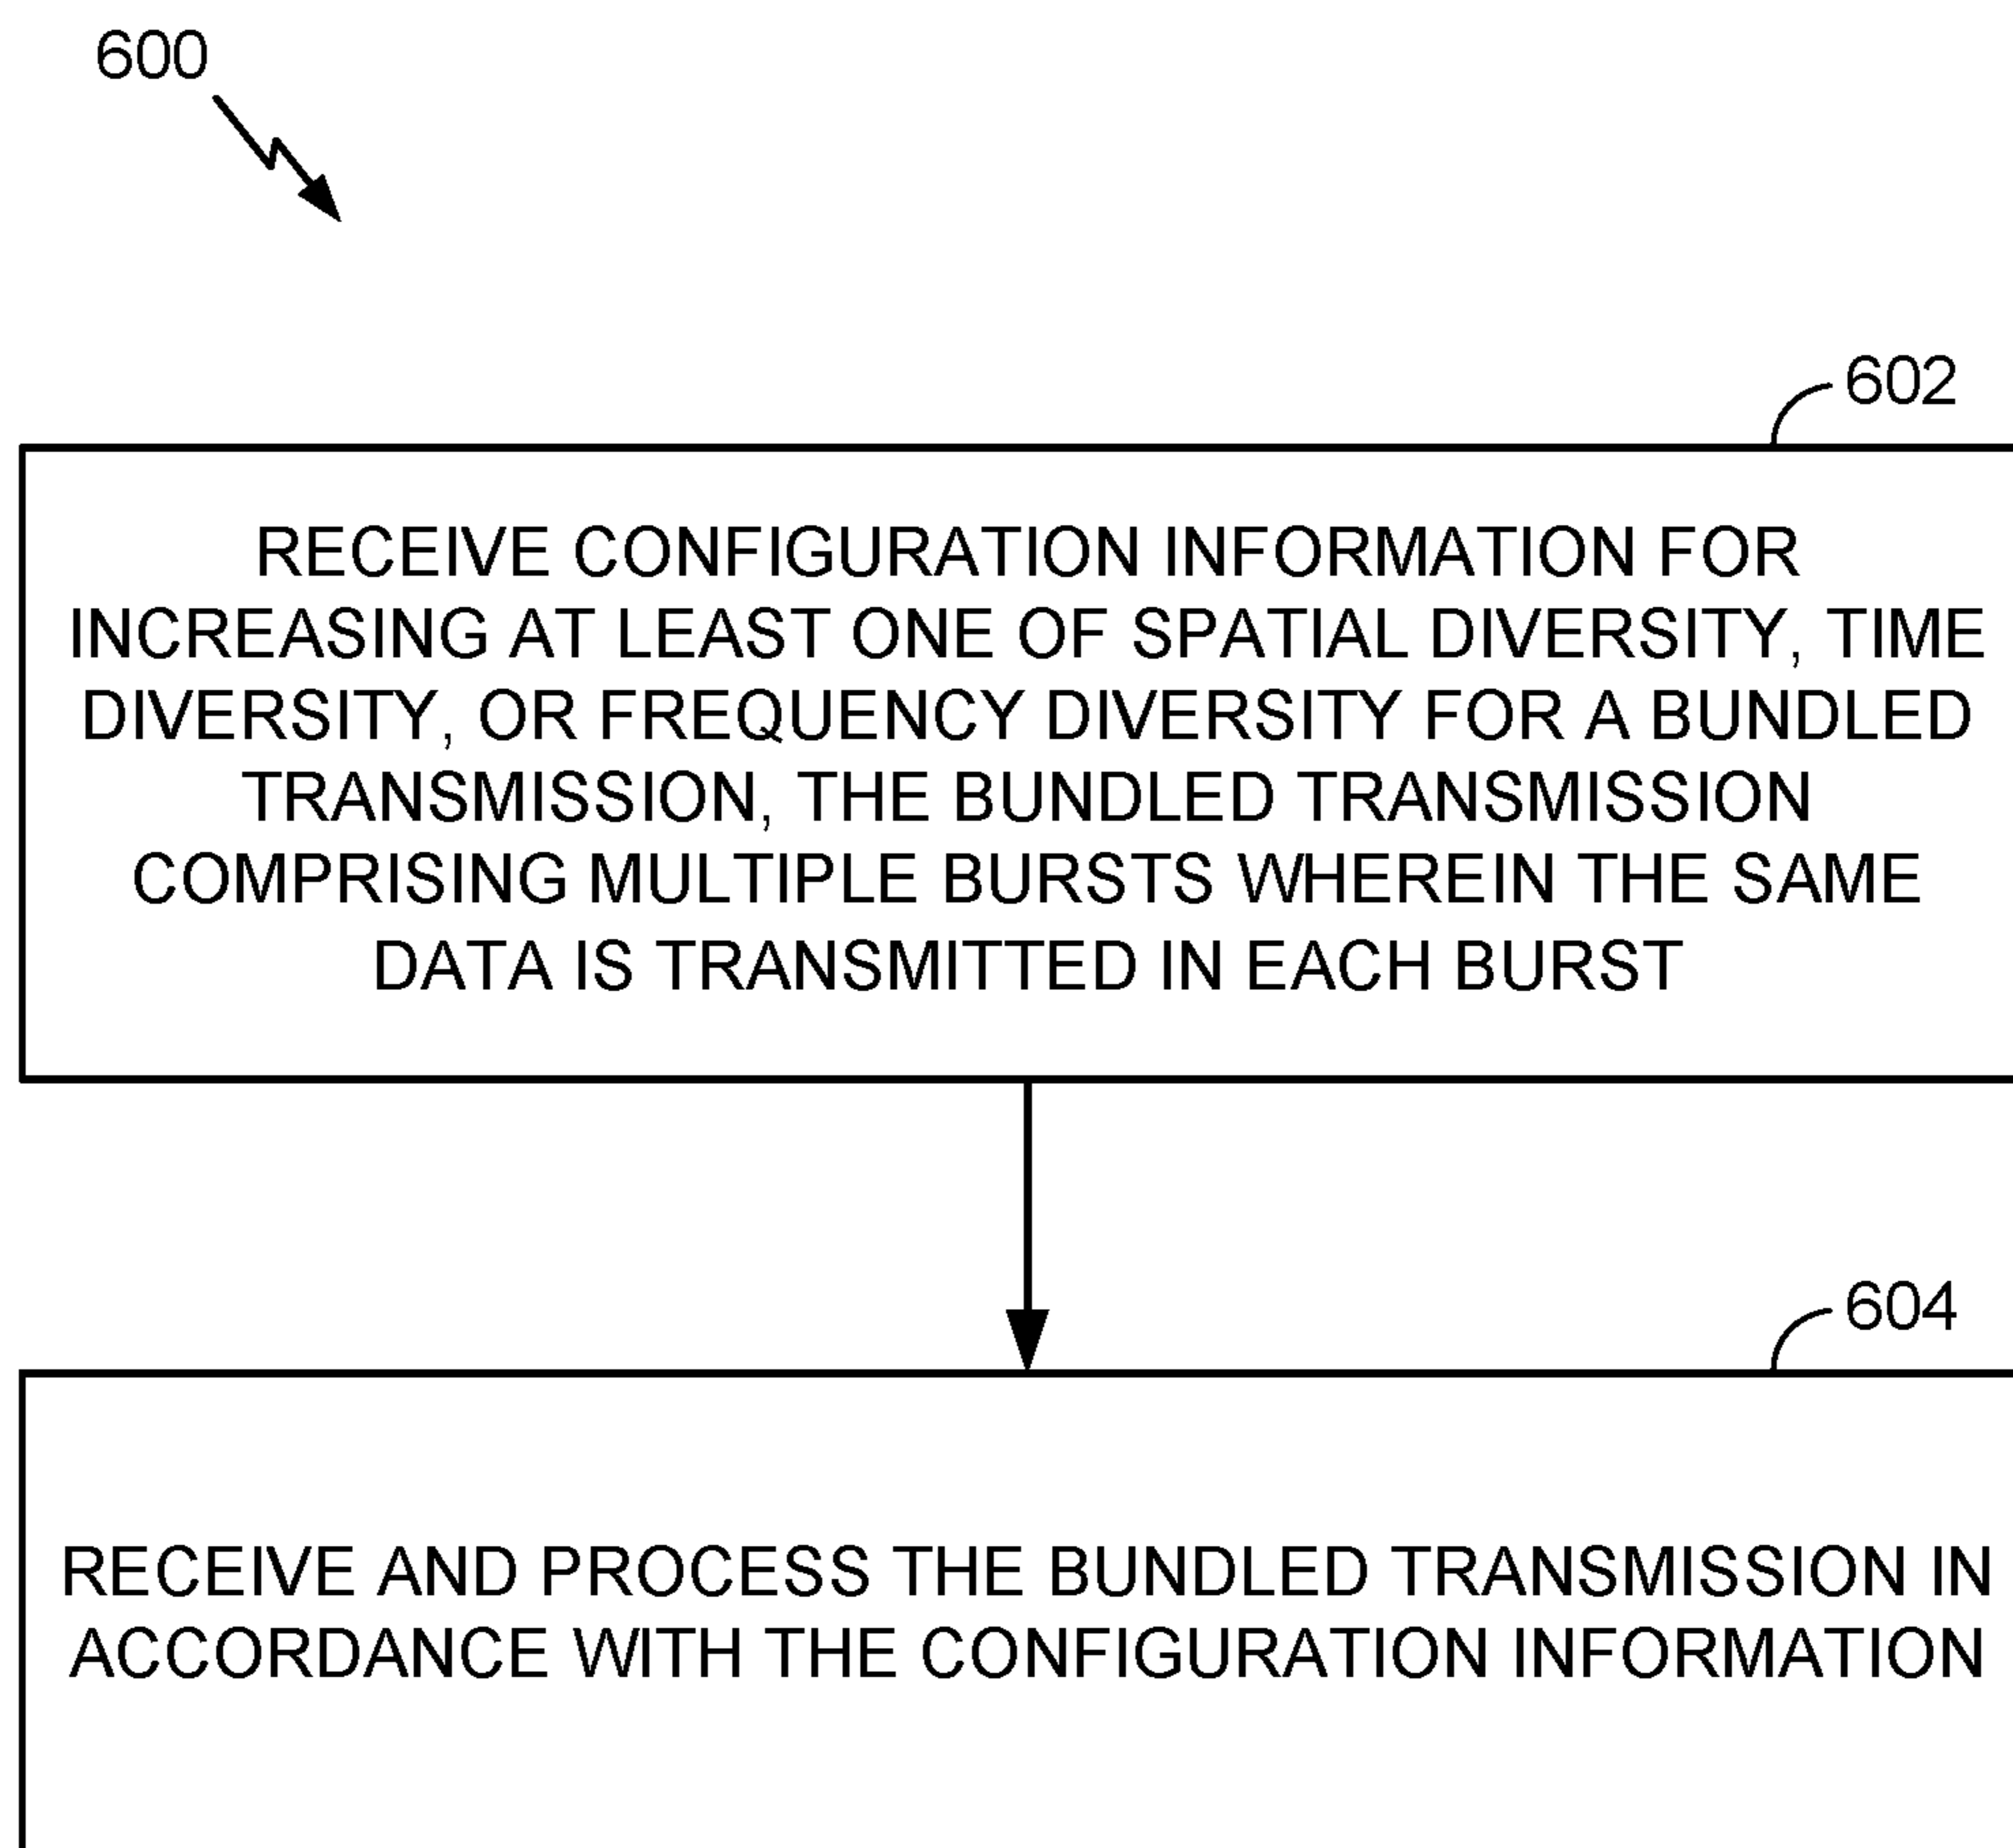 600
602
RECEIVE CONFIGURATION INFORMATION FOR
INCREASING AT LEAST ONE OF SPATIAL DIVERSITY, TIME
DIVERSITY, OR FREQUENCY DIVERSITY FOR A BUNDLED
TRANSMISSION, THE BUNDLED TRANSMISSION
COMPRISING MULTIPLE BURSTS WHEREIN THE SAME
DATA IS TRANSMITTED IN EACH BURST
604
RECEIVE AND PROCESS THE BUNDLED TRANSMISSION IN
ACCORDANCE WITH THE CONFIGURATION INFORMATION